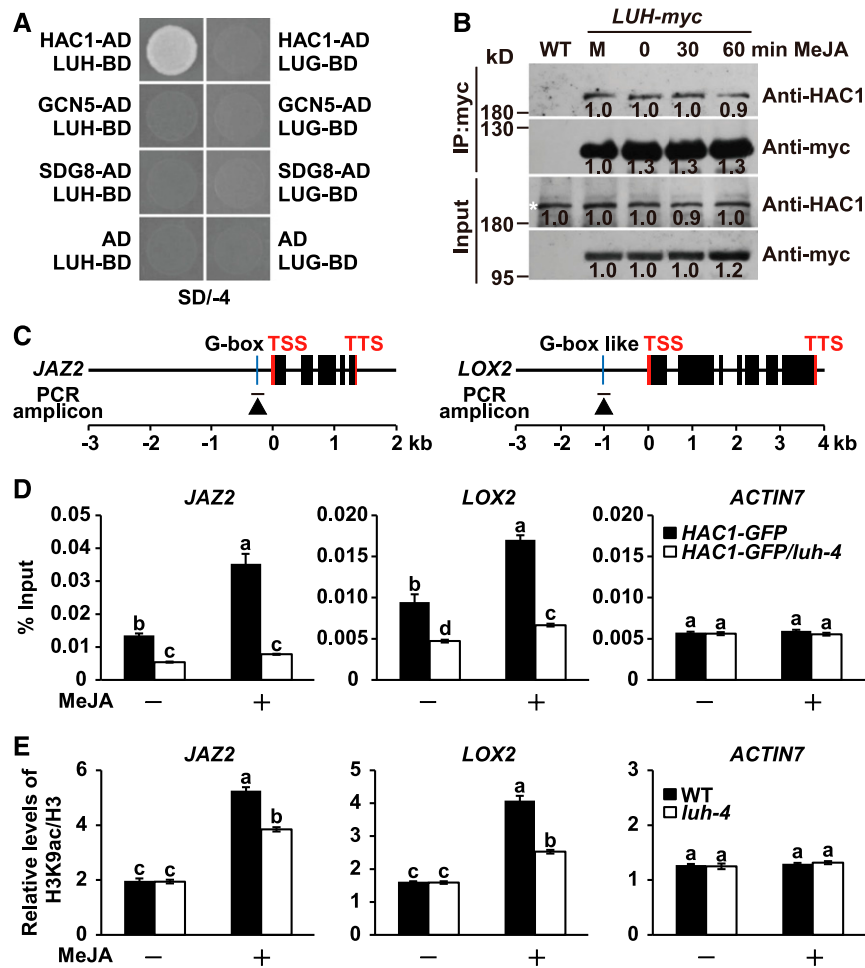 A
HAC1-AD
LUH-BD
HAC1-AD
LUG-BD
GCN5-AD
LUH-BD
GCN5-AD
LUG-BD
SDG8-AD
LUH-BD
SDG8-AD
LUG-BD
AD
LUH-BD
AD
LUG-BD
SD/-4
B
LUH-myc
kD WT M 0 30 60 min MeJA
IP:myc
180
1.0 1.0 1.0 0.9
Anti-HAC1
130
1.0 1.3 1.3 1.3
Anti-myc
Input
*
180
1.0 1.0 1.0 0.9 1.0
Anti-HAC1
95
1.0 1.0 1.0 1.2
Anti-myc
C
G-box TSS TTS
JAZ2
PCR
amplicon
-3 -2 -1 0 1 2 kb
G-box like TSS TTS
LOX2
PCR
amplicon
-3 -2 -1 0 1 2 3 4 kb
D
% Input
JAZ2
0.05
0.04
0.03
0.02
0.01
0
b c a c
LOX2
0.020
0.015
0.010
0.005
0
b d a c
ACTIN7
0.020
0.015
0.010
0.005
0
a a a a
HAC1-GFP
HAC1-GFP/luh-4
MeJA − + − + − +
E
Relative levels of
H3K9ac/H3
JAZ2
6
4
2
0
c c a b
LOX2
5
4
3
2
1
0
c c a b
ACTIN7
3
2
1
0
a a a a
WT
luh-4
MeJA − + − + − +